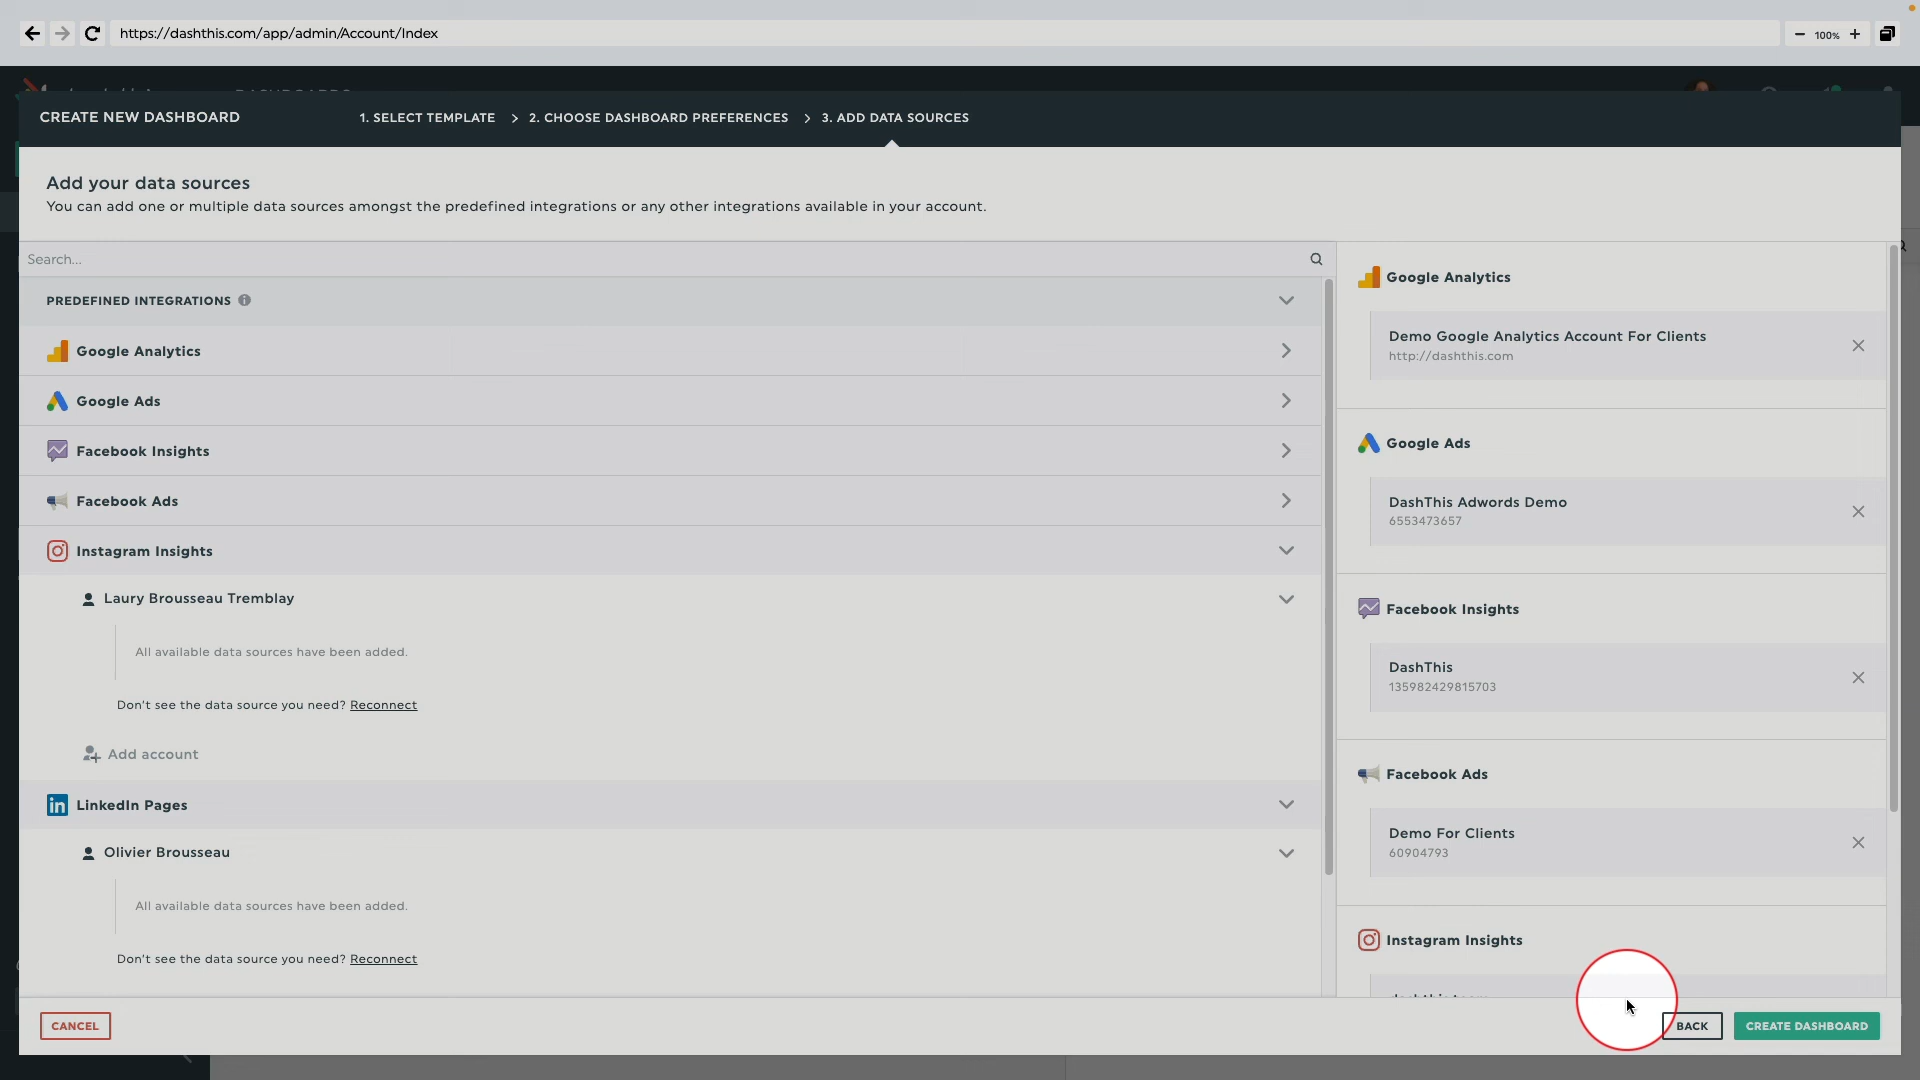 https://dashthis.com/app/admin/Account/Index
100%
CREATE NEW DASHBOARD
1. SELECT TEMPLATE > 2. CHOOSE DASHBOARD PREFERENCES > 3. ADD DATA SOURCES
Add your data sources
You can add one or multiple data sources amongst the predefined integrations or any other integrations available in your account.
Search...
PREDEFINED INTEGRATIONS
Google Analytics
Google Ads
Facebook Insights
Facebook Ads
Instagram Insights
Laury Brousseau Tremblay
All available data sources have been added.
Don't see the data source you need? Reconnect
Add account
LinkedIn Pages
Olivier Brousseau
All available data sources have been added.
Don't see the data source you need? Reconnect
Google Analytics
Demo Google Analytics Account For Clients
http://dashthis.com
Google Ads
DashThis Adwords Demo
6553473657
Facebook Insights
DashThis
135982429815703
Facebook Ads
Demo For Clients
60904793
Instagram Insights
CANCEL
BACK
CREATE DASHBOARD